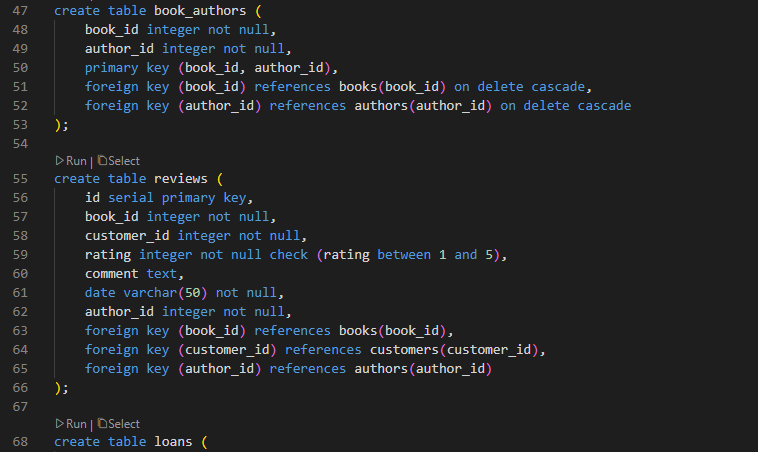 47 create table book_authors (
48 book_id integer not null,
49 author_id integer not null,
50 primary key (book_id, author_id),
51 foreign key (book_id) references books(book_id) on delete cascade,
52 foreign key (author_id) references authors(author_id) on delete cascade
53 );
54
Run | Select
55 create table reviews (
56 id serial primary key,
57 book_id integer not null,
58 customer_id integer not null,
59 rating integer not null check (rating between 1 and 5),
60 comment text,
61 date varchar(50) not null,
62 author_id integer not null,
63 foreign key (book_id) references books(book_id),
64 foreign key (customer_id) references customers(customer_id),
65 foreign key (author_id) references authors(author_id)
66 );
67
Run | Select
68 create table loans (